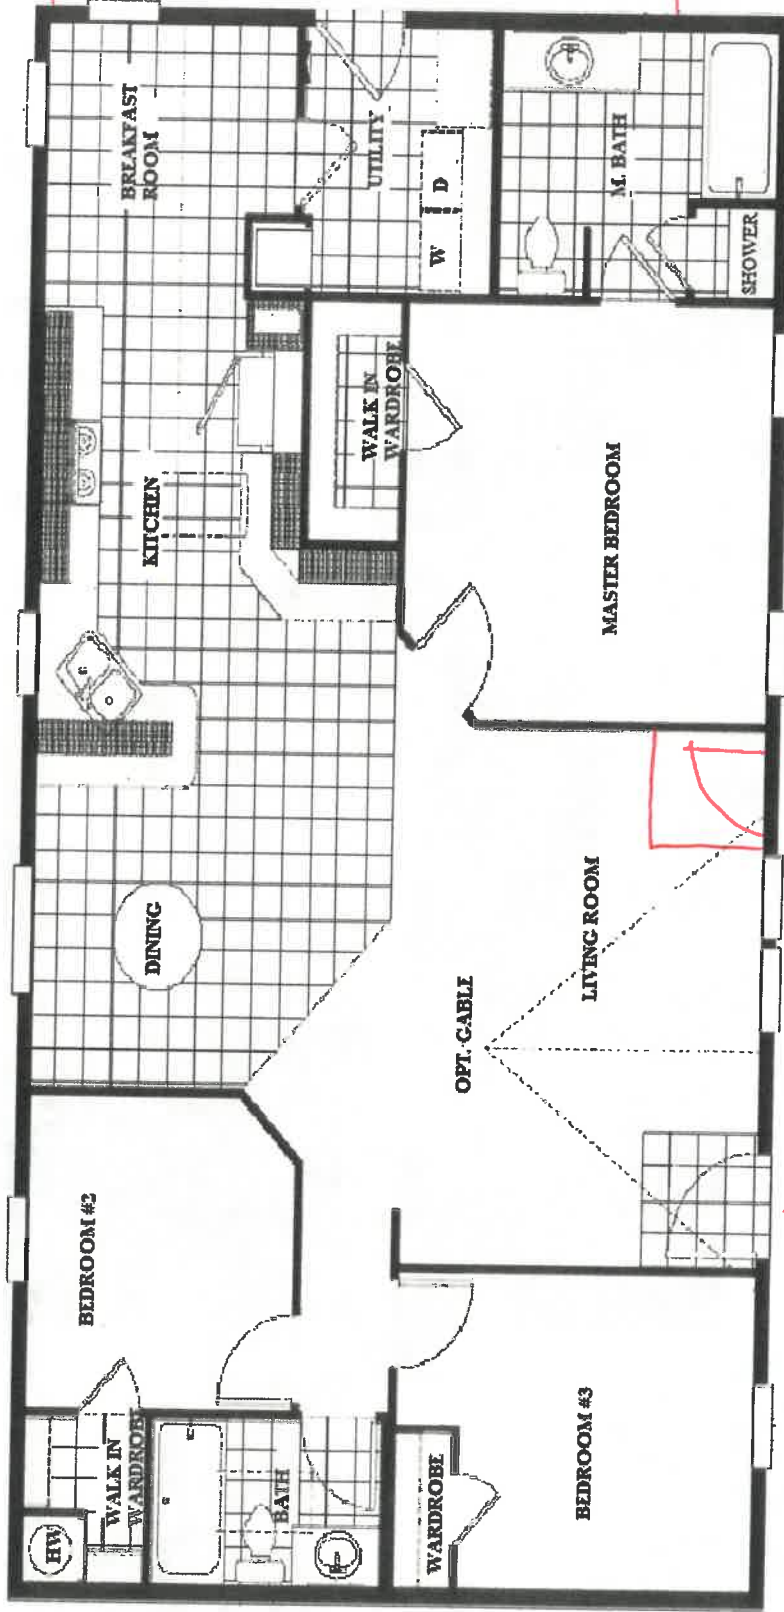 BREAKFAST
ROOM
UTILITY
W
D
M. BATH
SHOWER
KITCHEN
WALK IN
WARDROBE
MASTER BEDROOM
DINING
OPT. GABLE
LIVING ROOM
BEDROOM #2
BEDROOM #3
WALK IN
WARDROBE
HW
BATH
WARDROBE